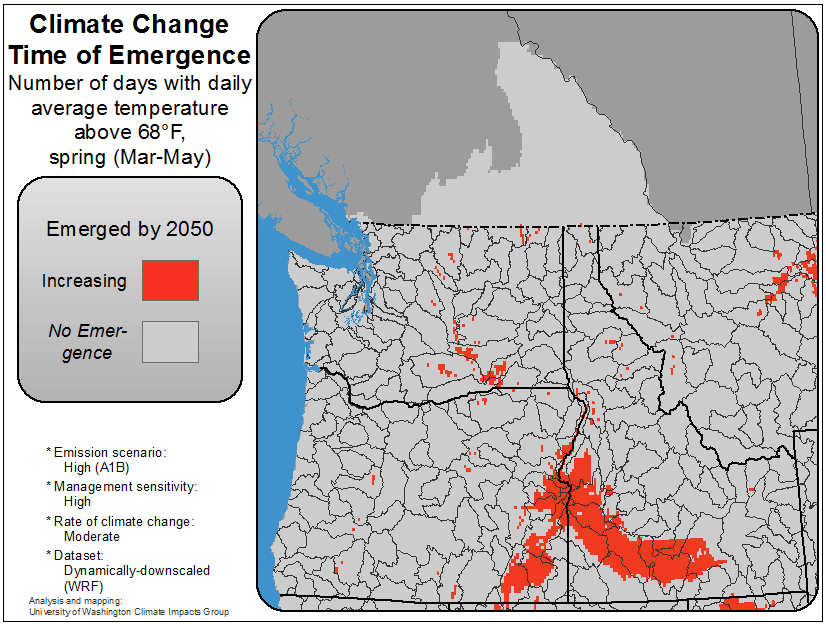 Climate Change
Time of Emergence
Number of days with daily
average temperature
above 68°F,
spring (Mar-May)
Emerged by 2050
Increasing
No Emer-
gence
* Emission scenario:
High (A1B)
* Management sensitivity:
High
* Rate of climate change:
Moderate
* Dataset:
Dynamically-downscaled
(WRF)
Analysis and mapping:
University of Washington Climate Impacts Group